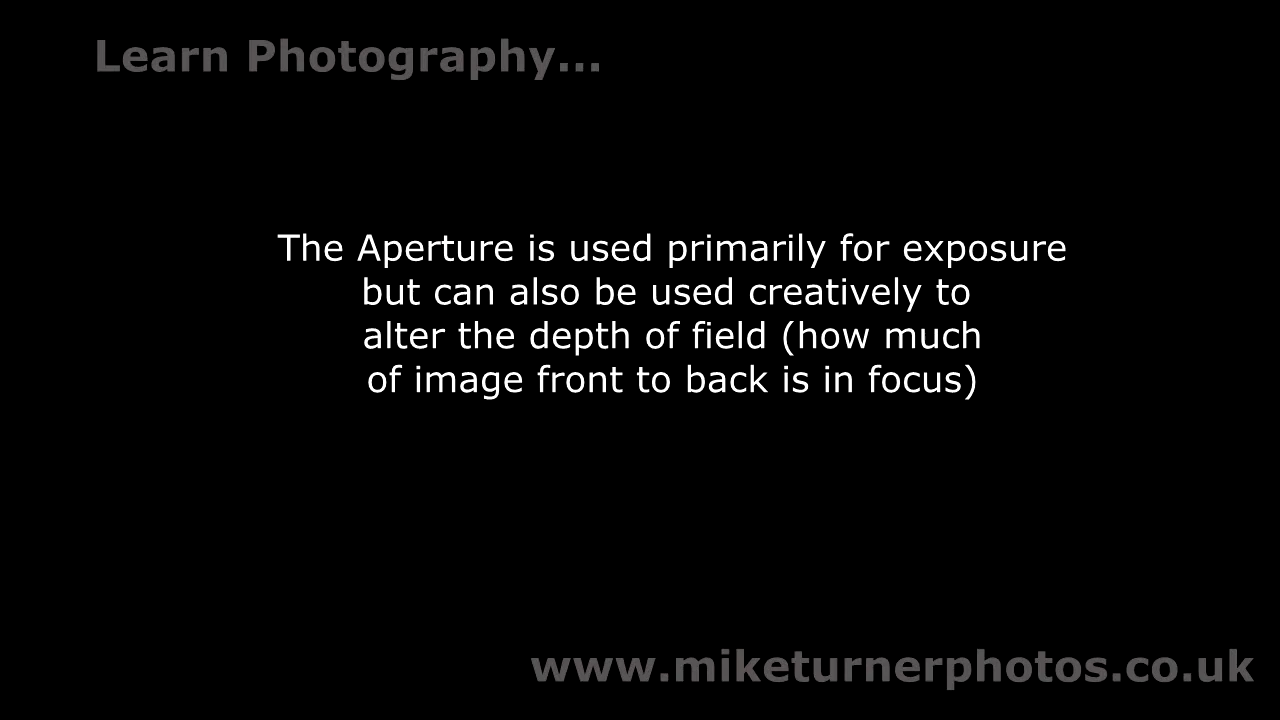 Learn Photography...
The Aperture is used primarily for exposure
but can also be used creatively to
alter the depth of field (how much
of image front to back is in focus)
www.miketurnerphotos.co.uk